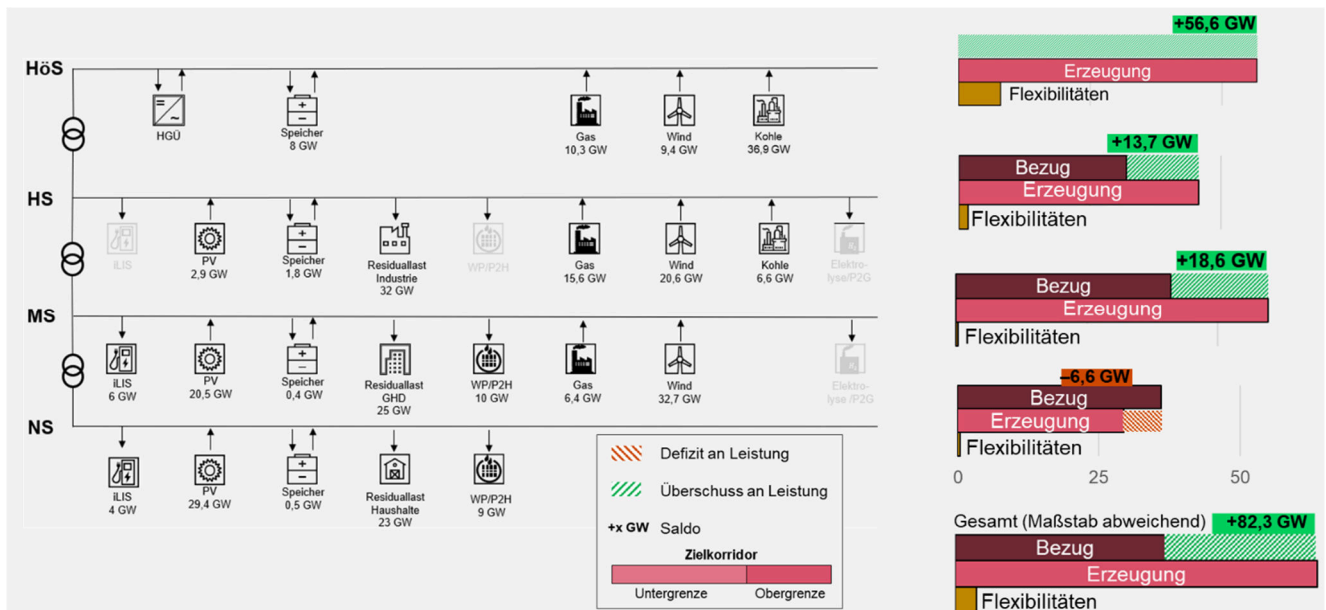 HöS
HGÜ
Speicher
8 GW
Gas
10,3 GW
Wind
9,4 GW
Kohle
36,9 GW
+56,6 GW
Erzeugung
Flexibilitäten
HS
iLIS
PV
2,9 GW
Speicher
1,8 GW
Residuallast
Industrie
32 GW
WP/P2H
Gas
15,6 GW
Wind
20,6 GW
Kohle
6,6 GW
Elektro-
lyse/P2G
+13,7 GW
Bezug
Erzeugung
Flexibilitäten
MS
iLIS
6 GW
PV
20,5 GW
Speicher
0,4 GW
Residuallast
GHD
25 GW
WP/P2H
10 GW
Gas
6,4 GW
Wind
32,7 GW
Elektro-
lyse /P2G
+18,6 GW
Bezug
Erzeugung
Flexibilitäten
NS
iLIS
4 GW
PV
29,4 GW
Speicher
0,5 GW
Residuallast
Haushalte
23 GW
WP/P2H
9 GW
–6,6 GW
Bezug
Erzeugung
Flexibilitäten
0 25 50
Defizit an Leistung
Überschuss an Leistung
+x GW Saldo
Zielkorridor
Untergrenze Obergrenze
Gesamt (Maßstab abweichend) +82,3 GW
Bezug
Erzeugung
Flexibilitäten